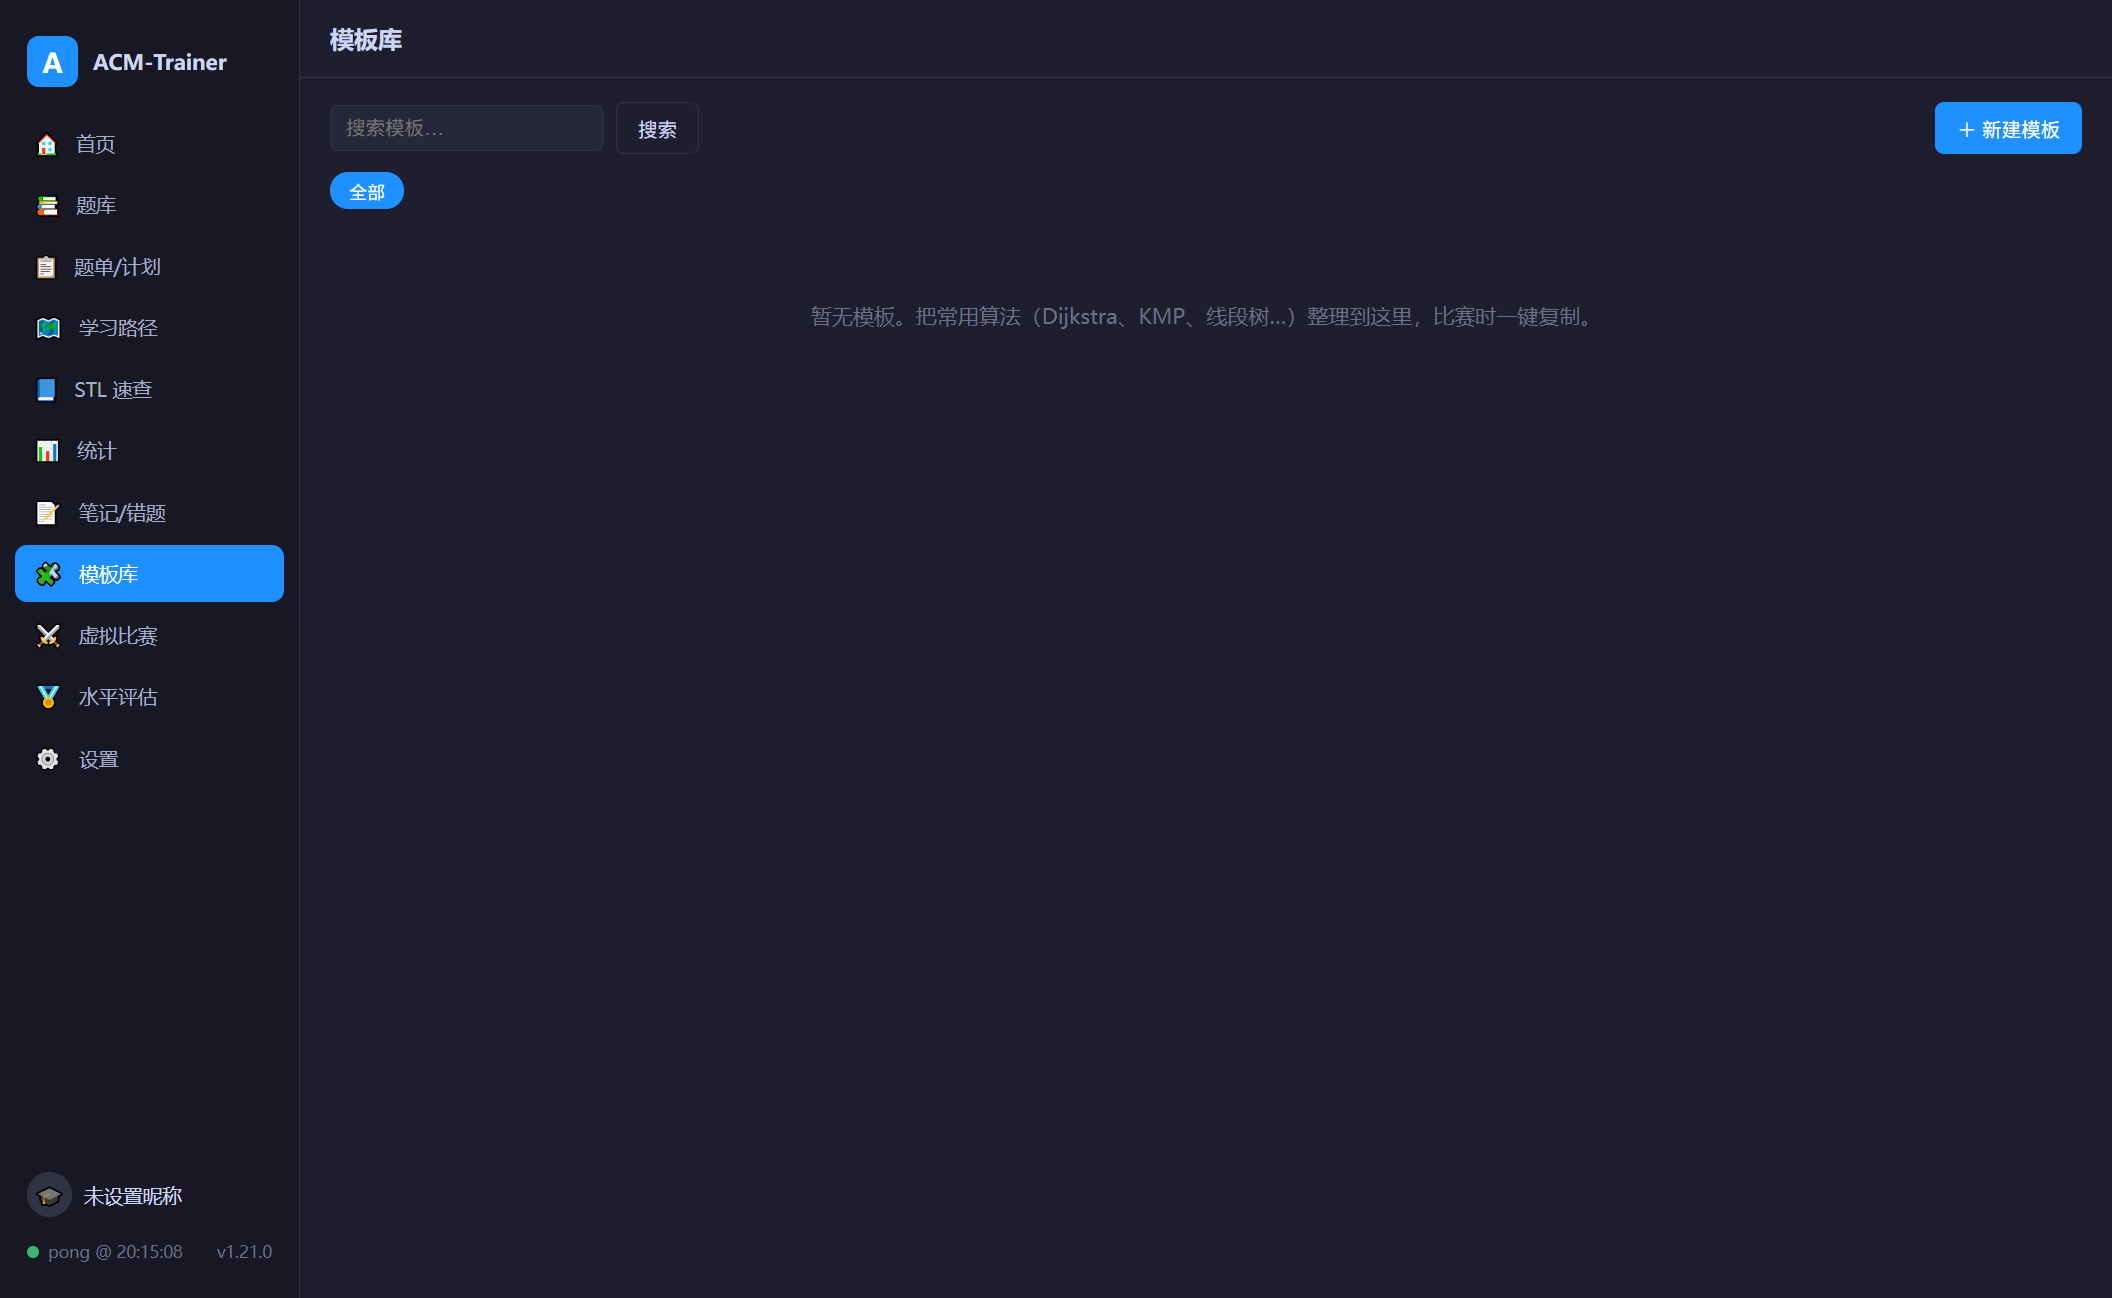 A ACM-Trainer
首页
题库
题单/计划
学习路径
STL 速查
统计
笔记/错题
模板库
虚拟比赛
水平评估
设置
未设置昵称
pong @ 20:15:08 v1.21.0
模板库
搜索模板… 搜索 + 新建模板
全部
暂无模板。把常用算法（Dijkstra、KMP、线段树...）整理到这里，比赛时一键复制。